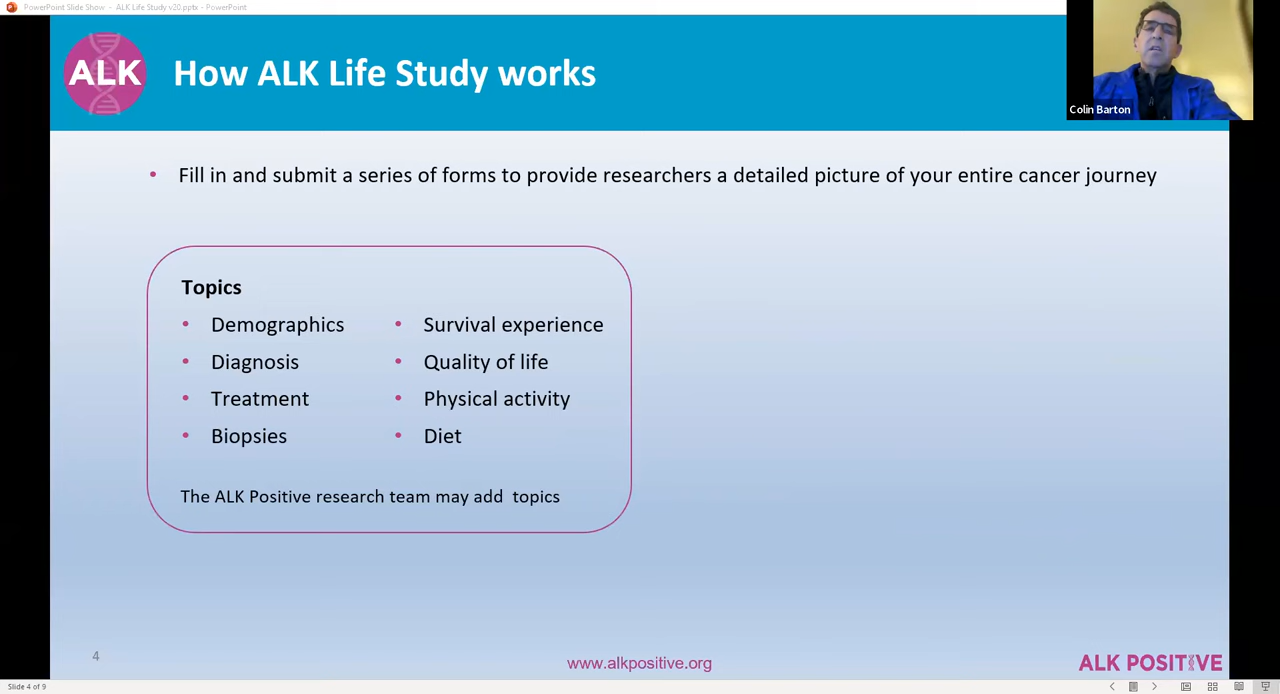 PowerPoint Slide Show - ALK Life Study v20.pptx - PowerPoint
ALK
How ALK Life Study works
Colin Barton
• Fill in and submit a series of forms to provide researchers a detailed picture of your entire cancer journey
Topics
• Demographics
• Diagnosis
• Treatment
• Biopsies
• Survival experience
• Quality of life
• Physical activity
• Diet
The ALK Positive research team may add  topics
4
www.alkpositive.org
ALK POSITIVE
Slide 4 of 9